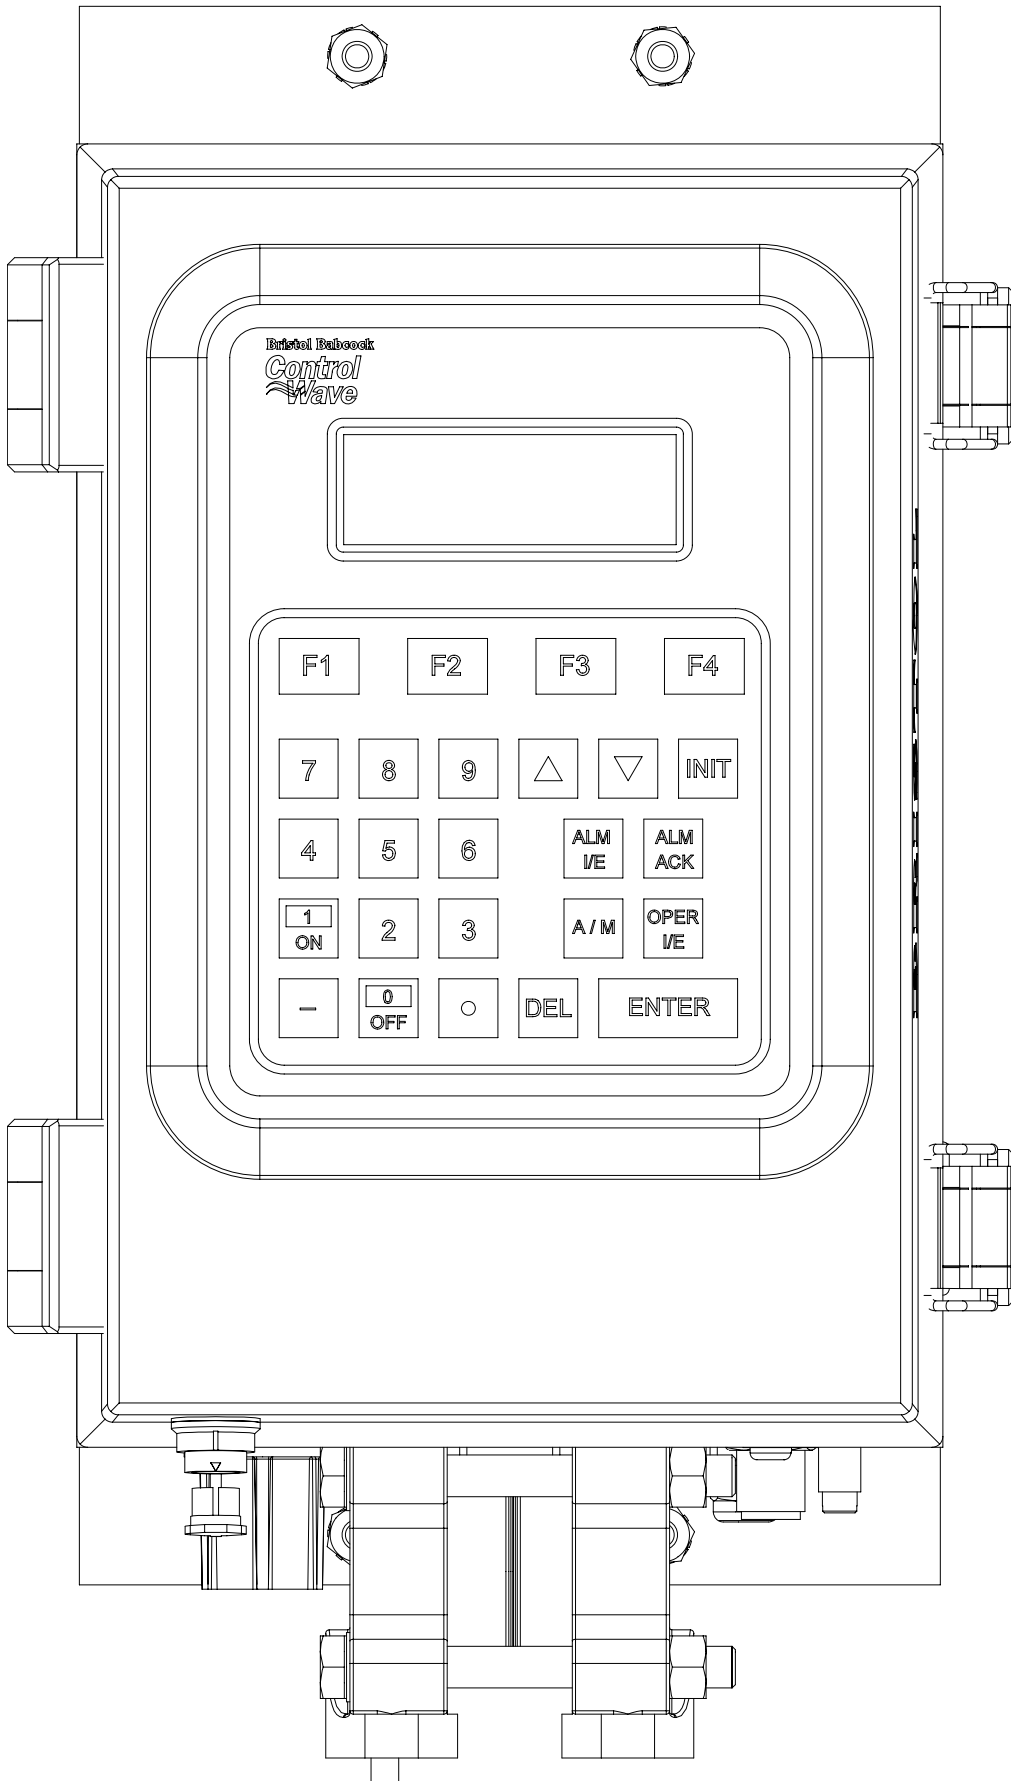 Bristol Babcock
Control
Wave
F1 F2 F3 F4
7 8 9 INIT
4 5 6 ALM I/E ALM ACK
1 ON 2 3 A / M OPER I/E
– 0 OFF DEL ENTER